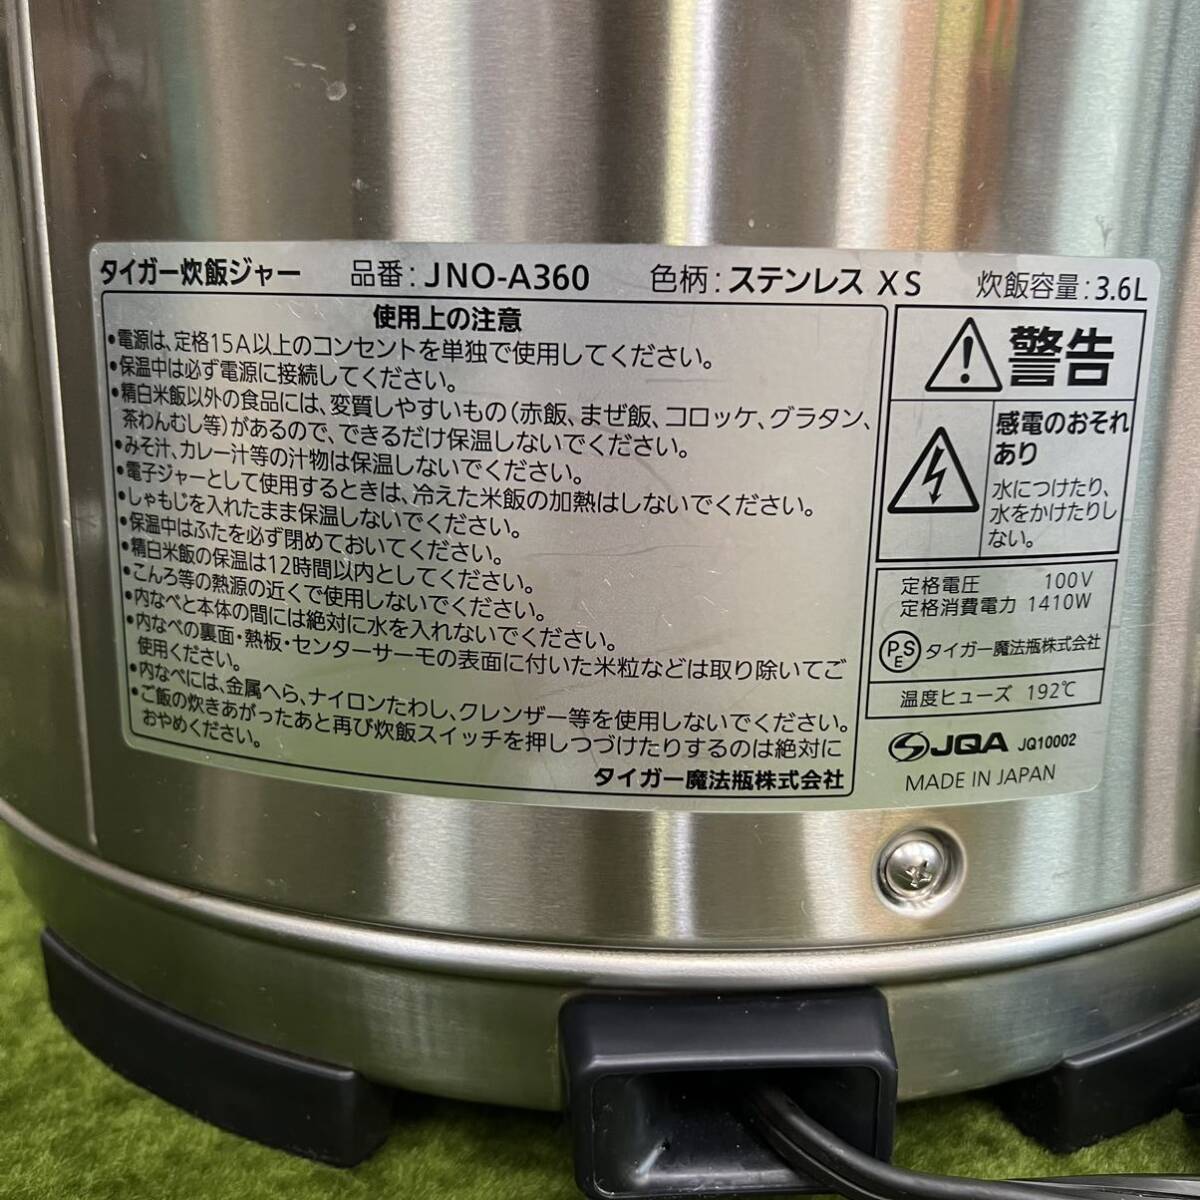 タイガー炊飯ジャー 品番:JNO-A360 色柄:ステンレス XS 炊飯容量:3.6L
使用上の注意
•電源は、定格15A以上のコンセントを単独で使用してください。
•保温中は必ず電源に接続してください。
•精白米飯以外の食品には、変質しやすいもの(赤飯、まぜ飯、コロッケ、グラタン、
茶わんむし等)があるので、できるだけ保温しないでください。
•みそ汁、カレー汁等の汁物は保温しないでください。
•電子ジャーとして使用するときは、冷えた米飯の加熱はしないでください。
•しゃもじを入れたまま保温しないでください。
•保温中はふたを必ず閉めておいてください。
•精白米飯の保温は12時間以内としてください。
•こんろ等の熱源の近くで使用しないでください。
•内なべと本体の間には絶対に水を入れないでください。
•内なべの裏面・熱板・センターサーモの表面に付いた米粒などは取り除いてご
使用ください。
•内なべには、金属へら、ナイロンたわし、クレンザー等を使用しないでください。
•ご飯の炊きあがったあと再び炊飯スイッチを押しつづけたりするのは絶対に
おやめください。
タイガー魔法瓶株式会社
警告
感電のおそれ
あり
水につけたり、
水をかけたりし
ない。
定格電圧 100V
定格消費電力 1410W
PSE タイガー魔法瓶株式会社
温度ヒューズ 192℃
JQA JQ10002
MADE IN JAPAN